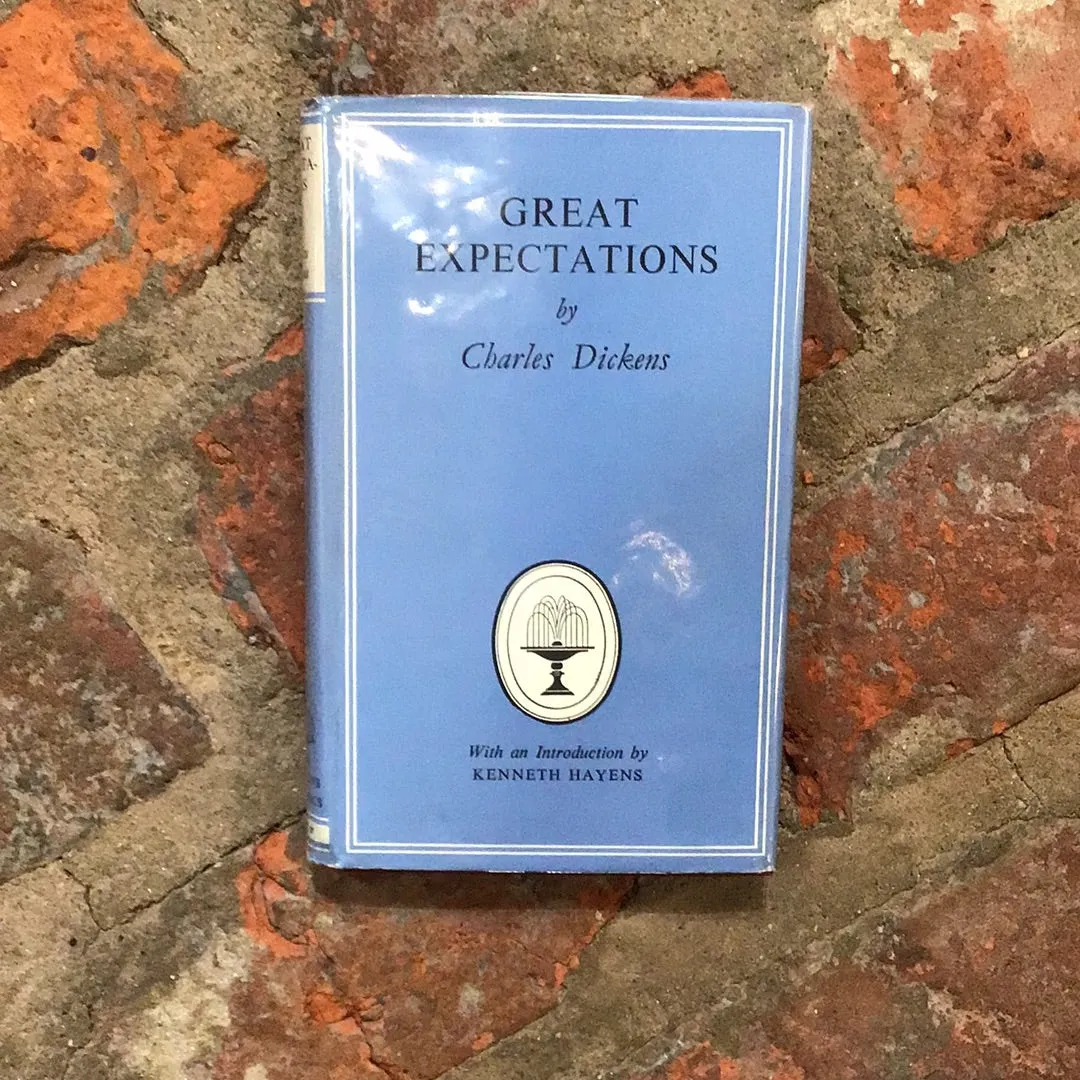 GREAT
EXPECTATIONS
by
Charles Dickens
With an Introduction by
KENNETH HAYENS